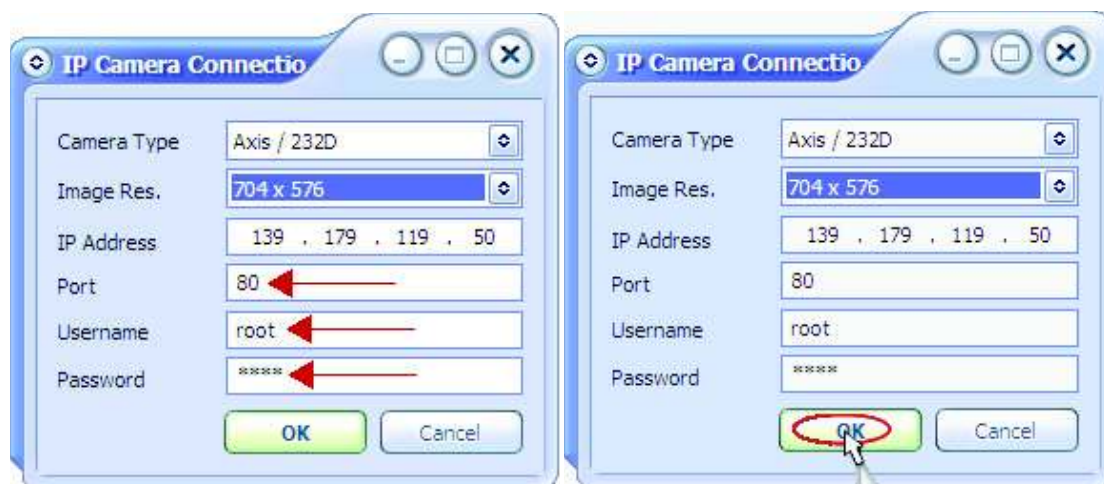 IP Camera Connectio
Camera Type Axis / 232D
Image Res. 704 x 576
IP Address 139 . 179 . 119 . 50
Port 80
Username root
Password ****
OK Cancel
IP Camera Connectio
Camera Type Axis / 232D
Image Res. 704 x 576
IP Address 139 . 179 . 119 . 50
Port 80
Username root
Password ****
OK Cancel